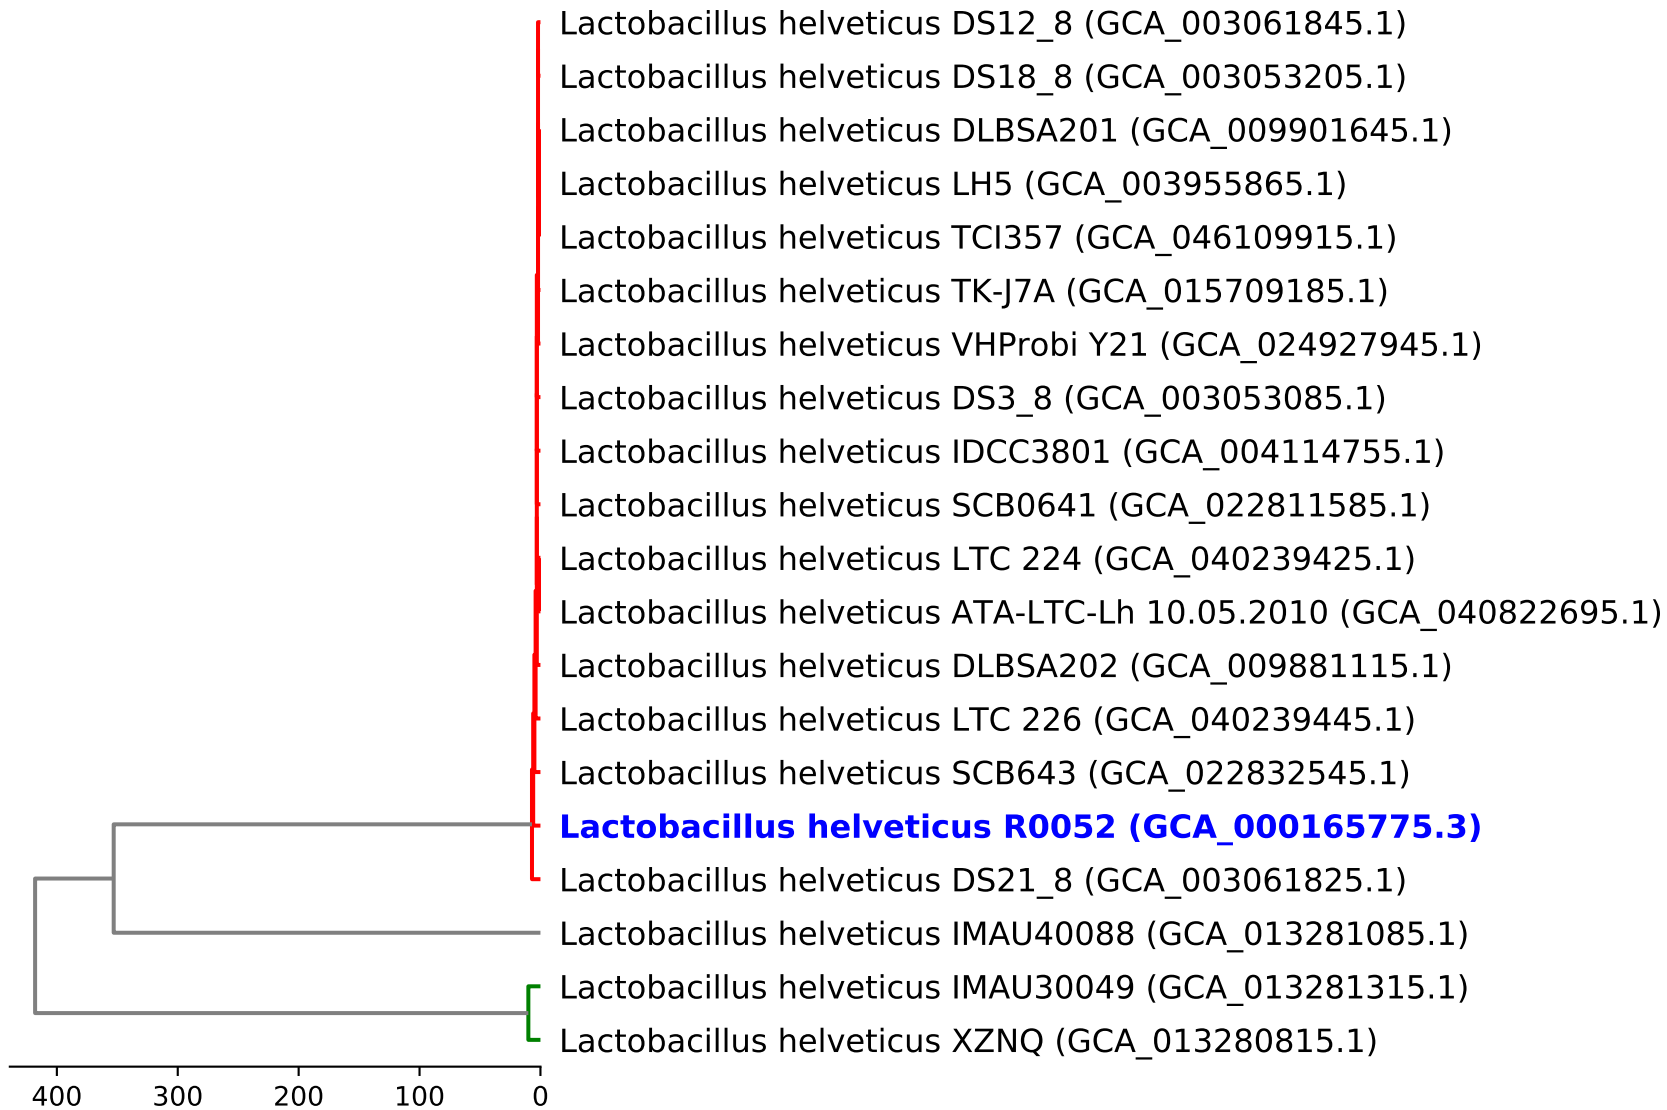 Lactobacillus helveticus DS12_8 (GCA_003061845.1)
Lactobacillus helveticus DS18_8 (GCA_003053205.1)
Lactobacillus helveticus DLBSA201 (GCA_009901645.1)
Lactobacillus helveticus LH5 (GCA_003955865.1)
Lactobacillus helveticus TCI357 (GCA_046109915.1)
Lactobacillus helveticus TK-J7A (GCA_015709185.1)
Lactobacillus helveticus VHProbi Y21 (GCA_024927945.1)
Lactobacillus helveticus DS3_8 (GCA_003053085.1)
Lactobacillus helveticus IDCC3801 (GCA_004114755.1)
Lactobacillus helveticus SCB0641 (GCA_022811585.1)
Lactobacillus helveticus LTC 224 (GCA_040239425.1)
Lactobacillus helveticus ATA-LTC-Lh 10.05.2010 (GCA_040822695.1)
Lactobacillus helveticus DLBSA202 (GCA_009881115.1)
Lactobacillus helveticus LTC 226 (GCA_040239445.1)
Lactobacillus helveticus SCB643 (GCA_022832545.1)
Lactobacillus helveticus R0052 (GCA_000165775.3)
Lactobacillus helveticus DS21_8 (GCA_003061825.1)
Lactobacillus helveticus IMAU40088 (GCA_013281085.1)
Lactobacillus helveticus IMAU30049 (GCA_013281315.1)
Lactobacillus helveticus XZNQ (GCA_013280815.1)
400 300 200 100 0